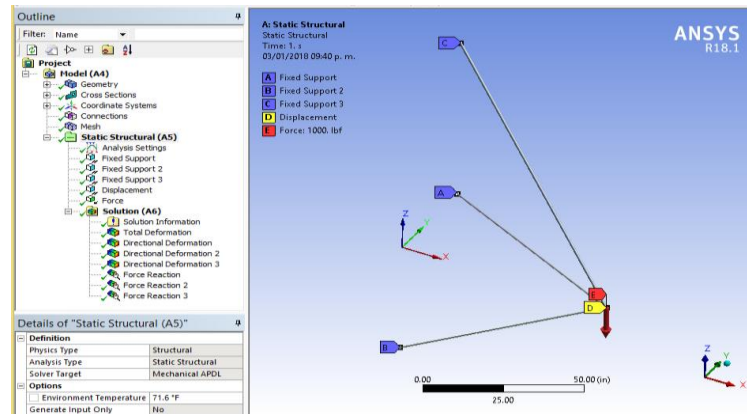 Outline
Filter: Name
Project
Model (A4)
Geometry
Cross Sections
Coordinate Systems
Connections
Mesh
Static Structural (A5)
Analysis Settings
Fixed Support
Fixed Support 2
Fixed Support 3
Displacement
Force
Solution (A6)
Solution Information
Total Deformation
Directional Deformation
Directional Deformation 2
Directional Deformation 3
Force Reaction
Force Reaction 2
Force Reaction 3
Details of "Static Structural (A5)"
Definition
Physics Type Structural
Analysis Type Static Structural
Solver Target Mechanical APDL
Options
Environment Temperature 71.6 °F
Generate Input Only No
A: Static Structural
Static Structural
Time: 1. s
03/01/2018 09:40 p. m.
A Fixed Support
B Fixed Support 2
C Fixed Support 3
D Displacement
E Force: 1000. lbf
ANSYS
R18.1
C
A
E
D
B
Z
Y
X
0.00 50.00 (in)
25.00
Z
Y
X